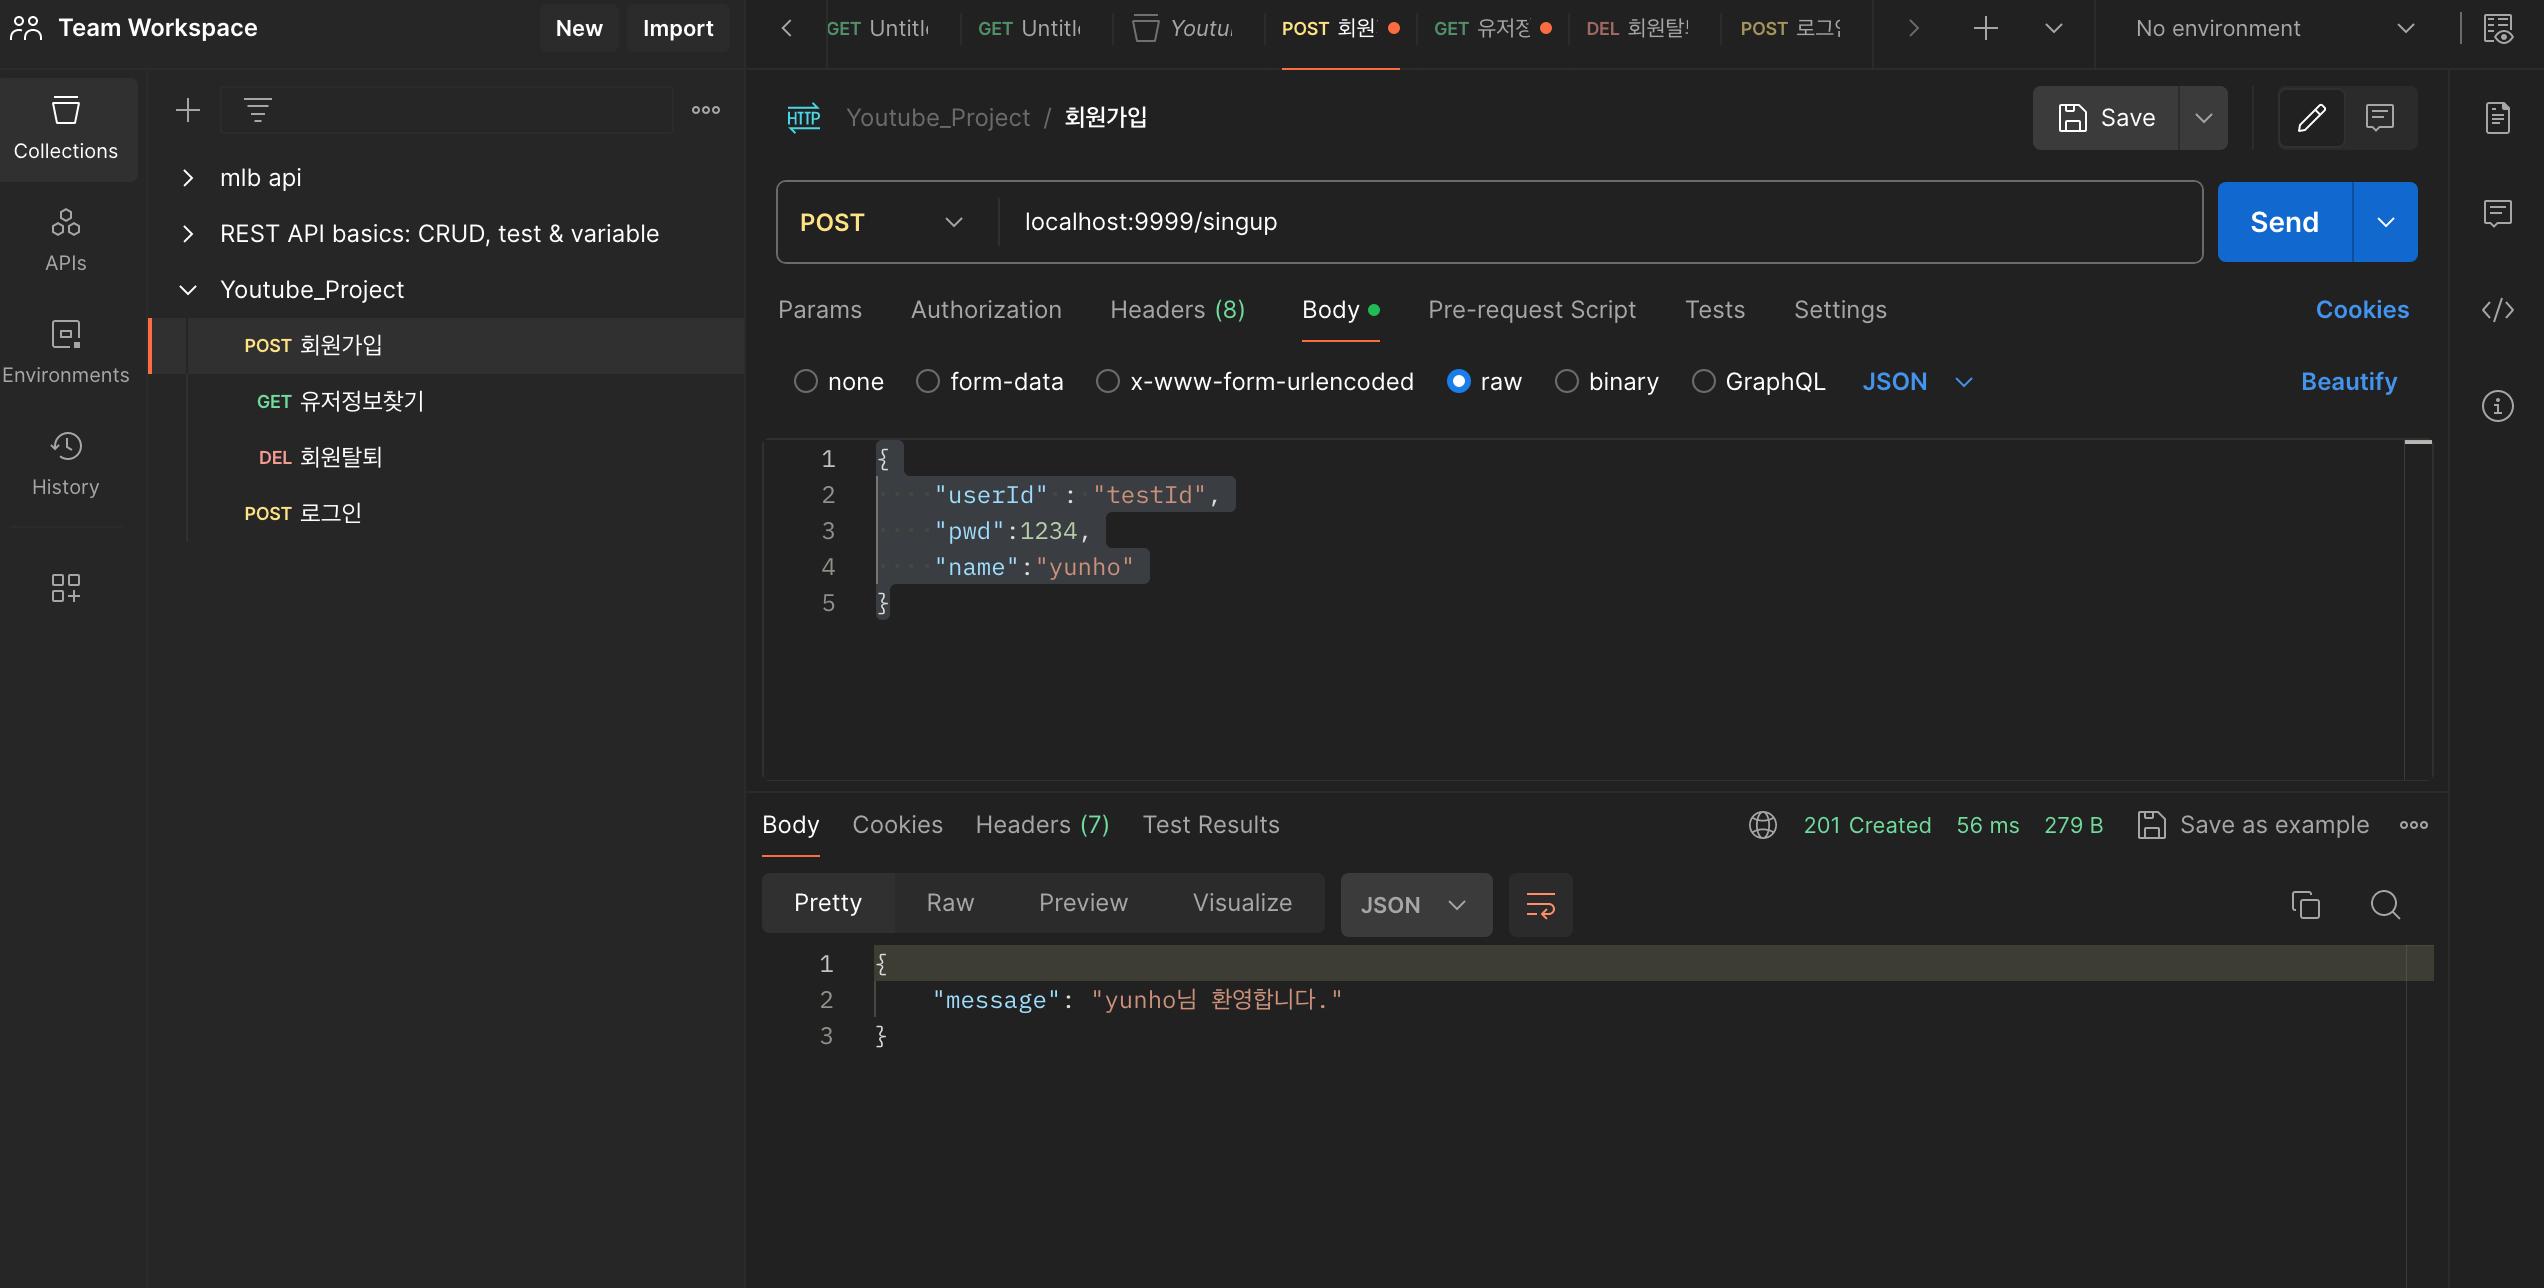 Team Workspace
New
Import
GET Untitle
GET Untitle
Youtu
POST 회원
GET 유저정
DEL 회원탈
POST 로그
No environment
Collections
APIs
Environments
History
mlb api
REST API basics: CRUD, test & variable
Youtube_Project
POST 회원가입
GET 유저정보찾기
DEL 회원탈퇴
POST 로그인
HTTP
Youtube_Project / 회원가입
Save
POST
localhost:9999/singup
Send
Params
Authorization
Headers (8)
Body
Pre-request Script
Tests
Settings
Cookies
none
form-data
x-www-form-urlencoded
raw
binary
GraphQL
JSON
Beautify
1 {
2 "userId" : "testId",
3 "pwd":1234,
4 "name":"yunho"
5 }
Body
Cookies
Headers (7)
Test Results
201 Created
56 ms
279 B
Save as example
Pretty
Raw
Preview
Visualize
JSON
1 {
2 "message": "yunho님 환영합니다."
3 }